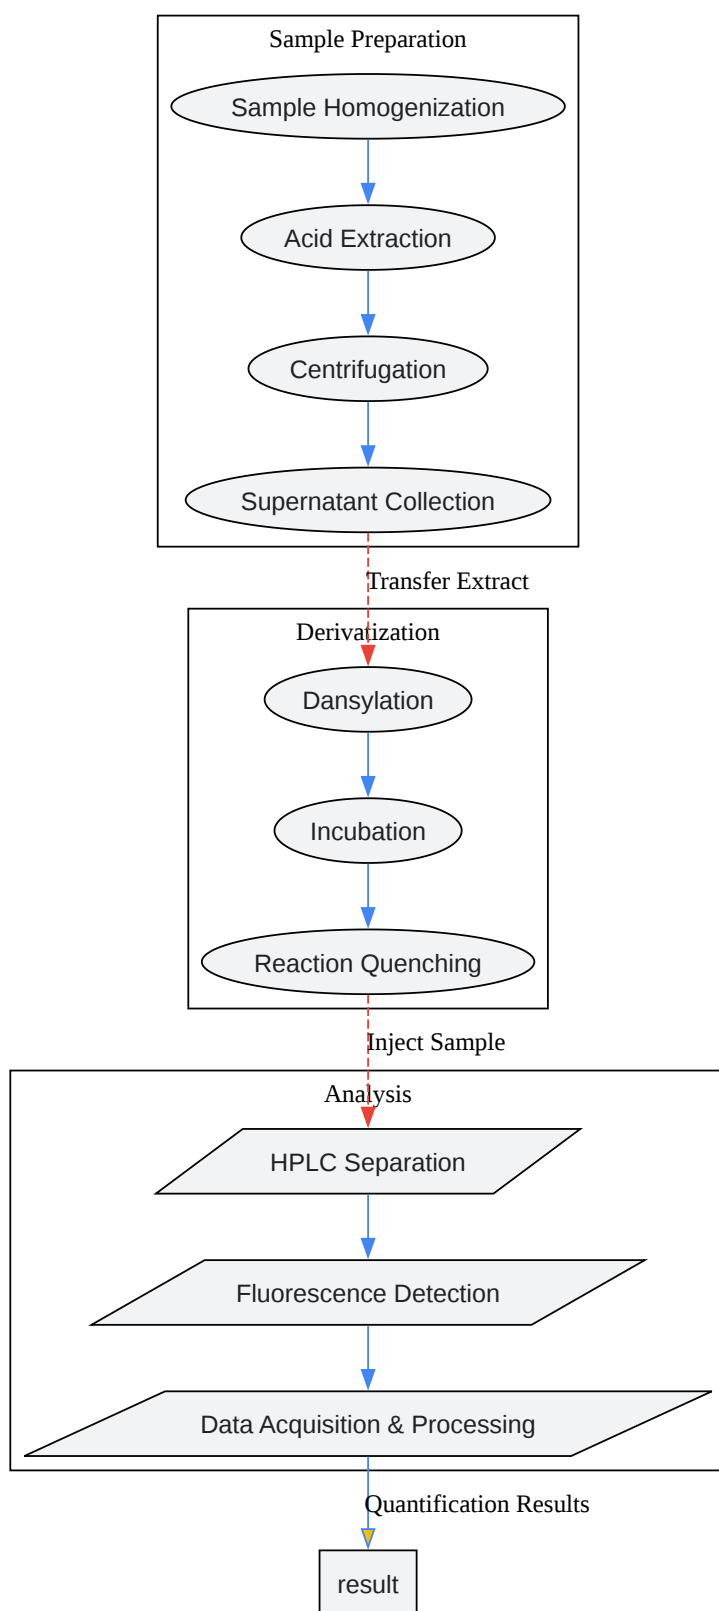 Sample Preparation
Sample Homogenization
Acid Extraction
Centrifugation
Supernatant Collection
Transfer Extract
Derivatization
Dansylation
Incubation
Reaction Quenching
Inject Sample
Analysis
HPLC Separation
Fluorescence Detection
Data Acquisition & Processing
Quantification Results
result